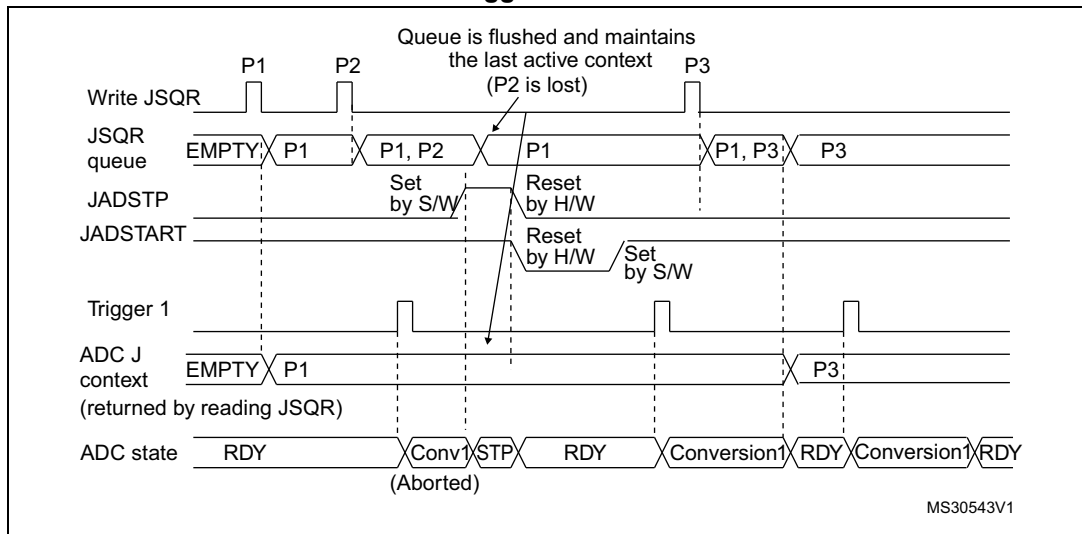 Queue is flushed and maintains
the last active context
(P2 is lost)
P1
P2
P3
Write JSQR
JSQR
queue
EMPTY
P1
P1, P2
P1
P1, P3
P3
Set
by S/W
Reset
by H/W
JADSTP
JADSTART
Reset
by H/W
Set
by S/W
Trigger 1
ADC J
context
(returned by reading JSQR)
EMPTY
P1
P3
ADC state
RDY
Conv1
STP
RDY
Conversion1
RDY
Conversion1
RDY
(Aborted)
MS30543V1